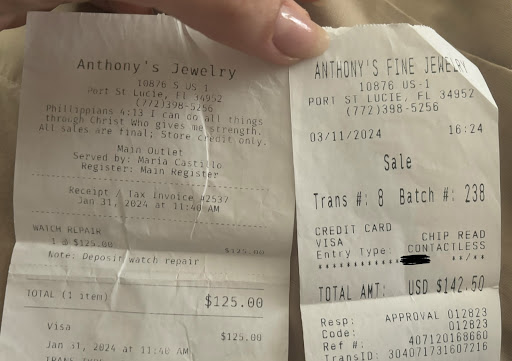 Anthony's Jewelry
10876 S US 1
Port St Lucie, FL 34952
(772)398-5256
Phillippians 4:13 I can do all things
through Christ who gives me strength.
All sales are final; Store credit only.
Main Outlet
Served by: Maria Castillo
Register: Main Register
Receipt / Tax Invoice #2537
Jan 31, 2024 at 11:40 AM
WATCH REPAIR
1 @ $125.00 $125.00
Note: Deposit watch repair
TOTAL (1 item) $125.00
Visa $125.00
Jan 31, 2024 at 11:40 AM
ANTHONY'S FINE JEWELRY
10876 US-1
PORT ST LUCIE, FL 34952
(772)398-5256
03/11/2024 16:24
Sale
Trans #: 8 Batch #: 238
CREDIT CARD
VISA CHIP READ
Entry Type: CONTACTLESS
**/**
TOTAL AMT: USD $142.50
Resp: APPROVAL 012823
Code: 012823
Ref #: 407120168660
TransID: 304071731607216